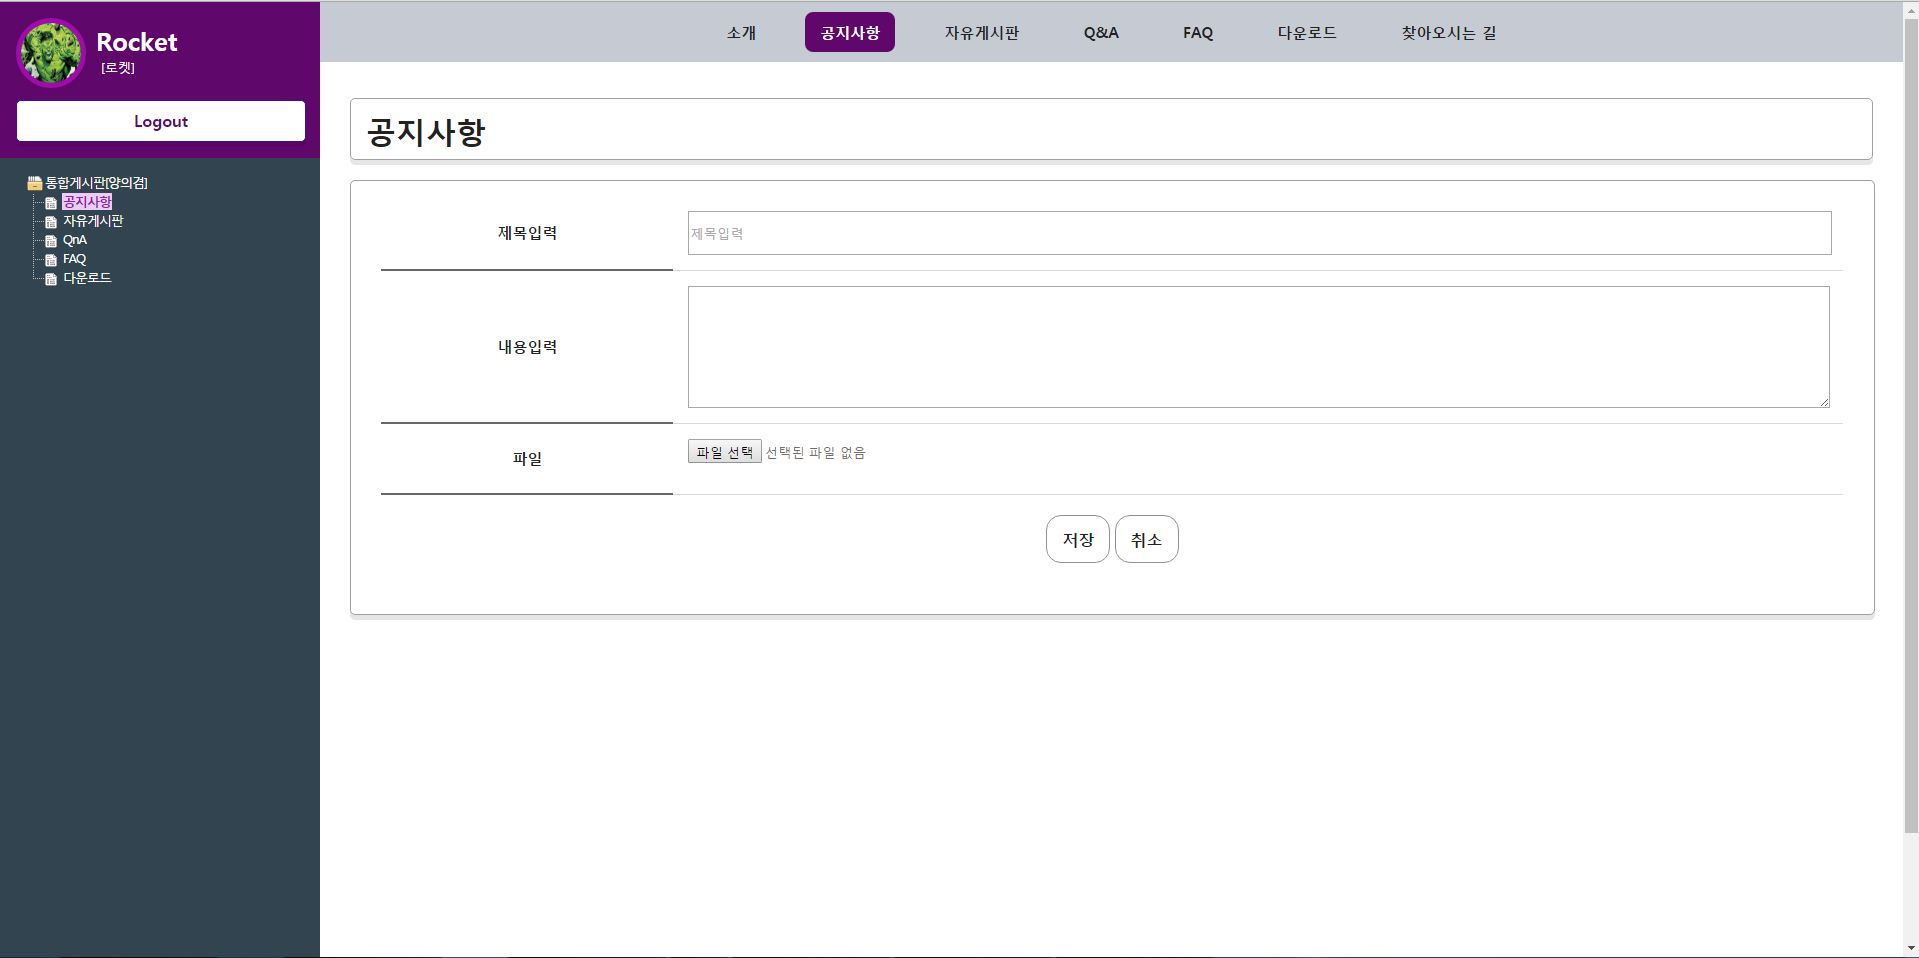 Rocket
[로켓]
Logout
통합게시판[양의겸]
공지사항
자유게시판
QnA
FAQ
다운로드
소개 공지사항 자유게시판 Q&A FAQ 다운로드 찾아오시는 길
공지사항
제목입력 제목입력
내용입력
파일 파일 선택 선택된 파일 없음
저장 취소